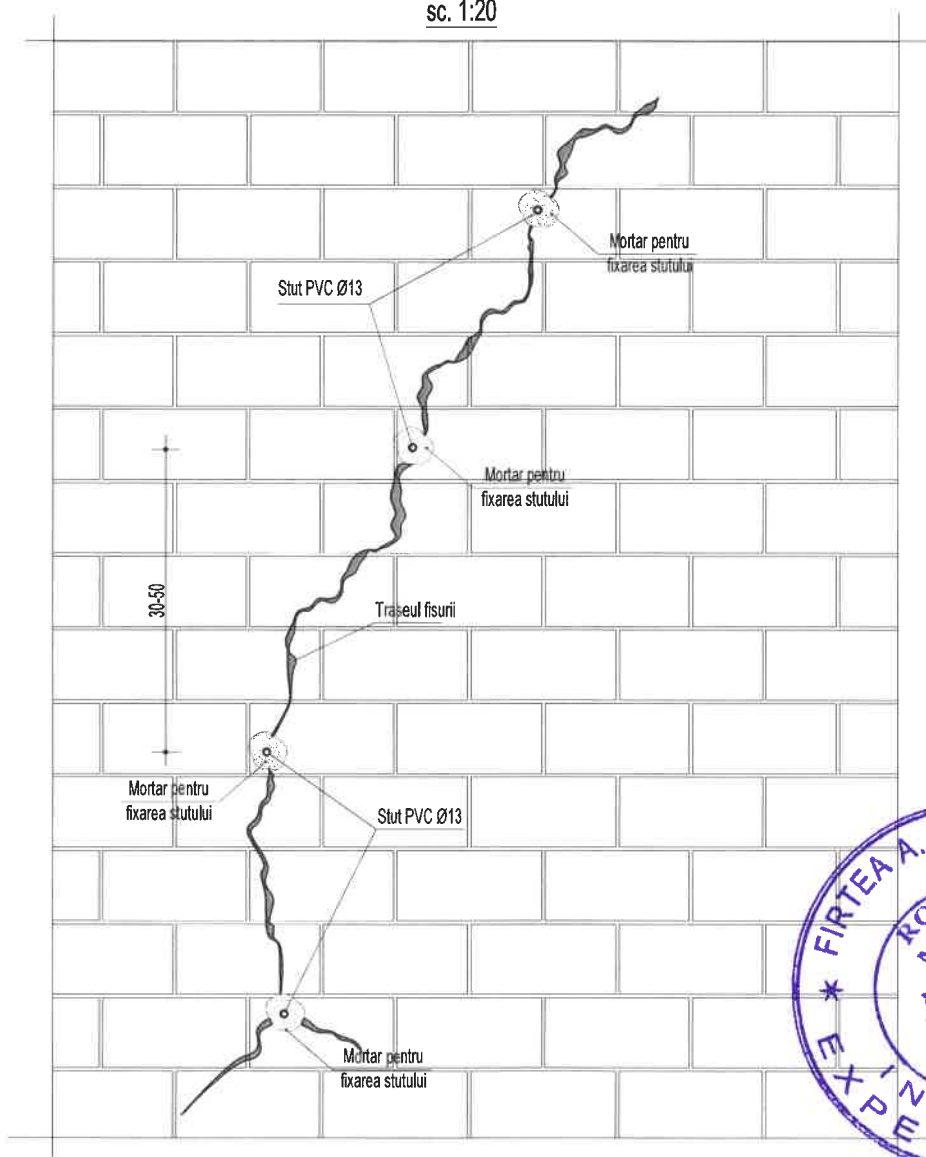 sc. 1:20
Mortar pentru
fixarea stutului
Stut PVC Ø13
Mortar pentru
fixarea stutului
30-50
Traseul fisurii
Mortar pentru
fixarea stutului
Stut PVC Ø13
Mortar pentru
fixarea stutului
FIRTEA A.
* EXPE